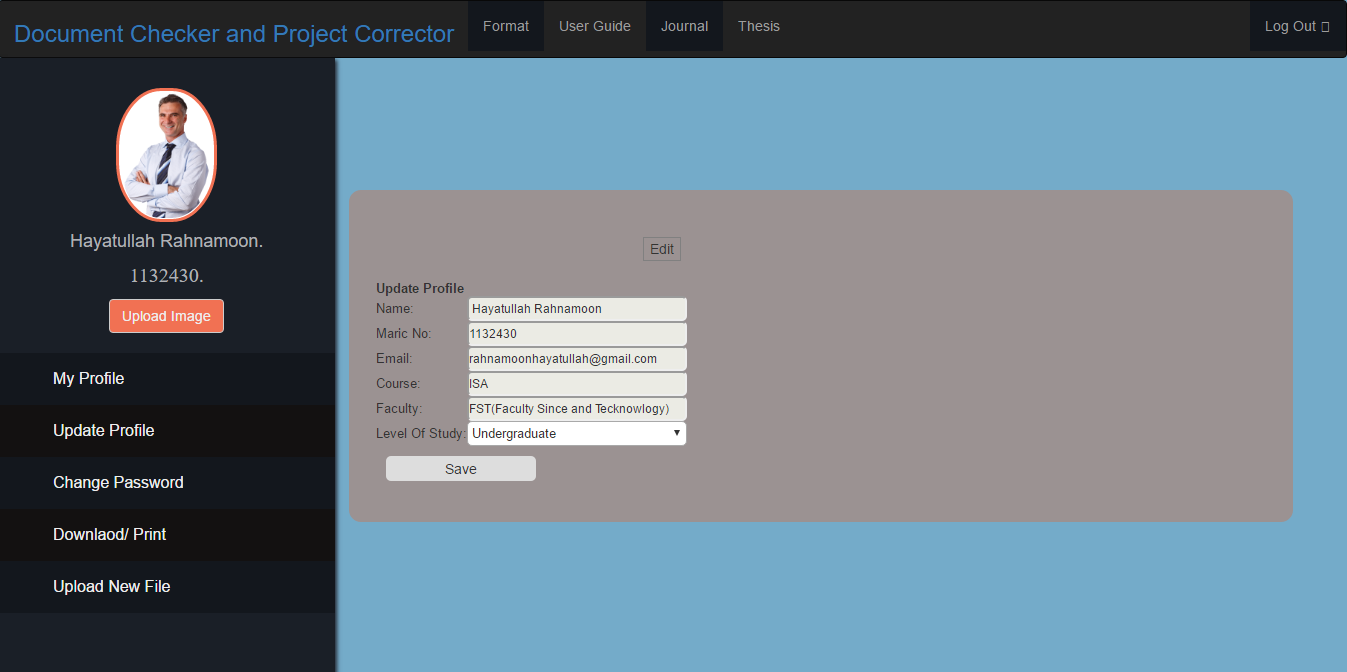 Document Checker and Project Corrector Format User Guide Journal Thesis Log Out
Hayatullah Rahnamoon.
1132430.
Upload Image
My Profile
Update Profile
Change Password
Downlaod/ Print
Upload New File
Edit
Update Profile
Name: Hayatullah Rahnamoon
Maric No: 1132430
Email: rahnamoonhayatullah@gmail.com
Course: ISA
Faculty: FST(Faculty Since and Tecknowlogy)
Level Of Study: Undergraduate
Save